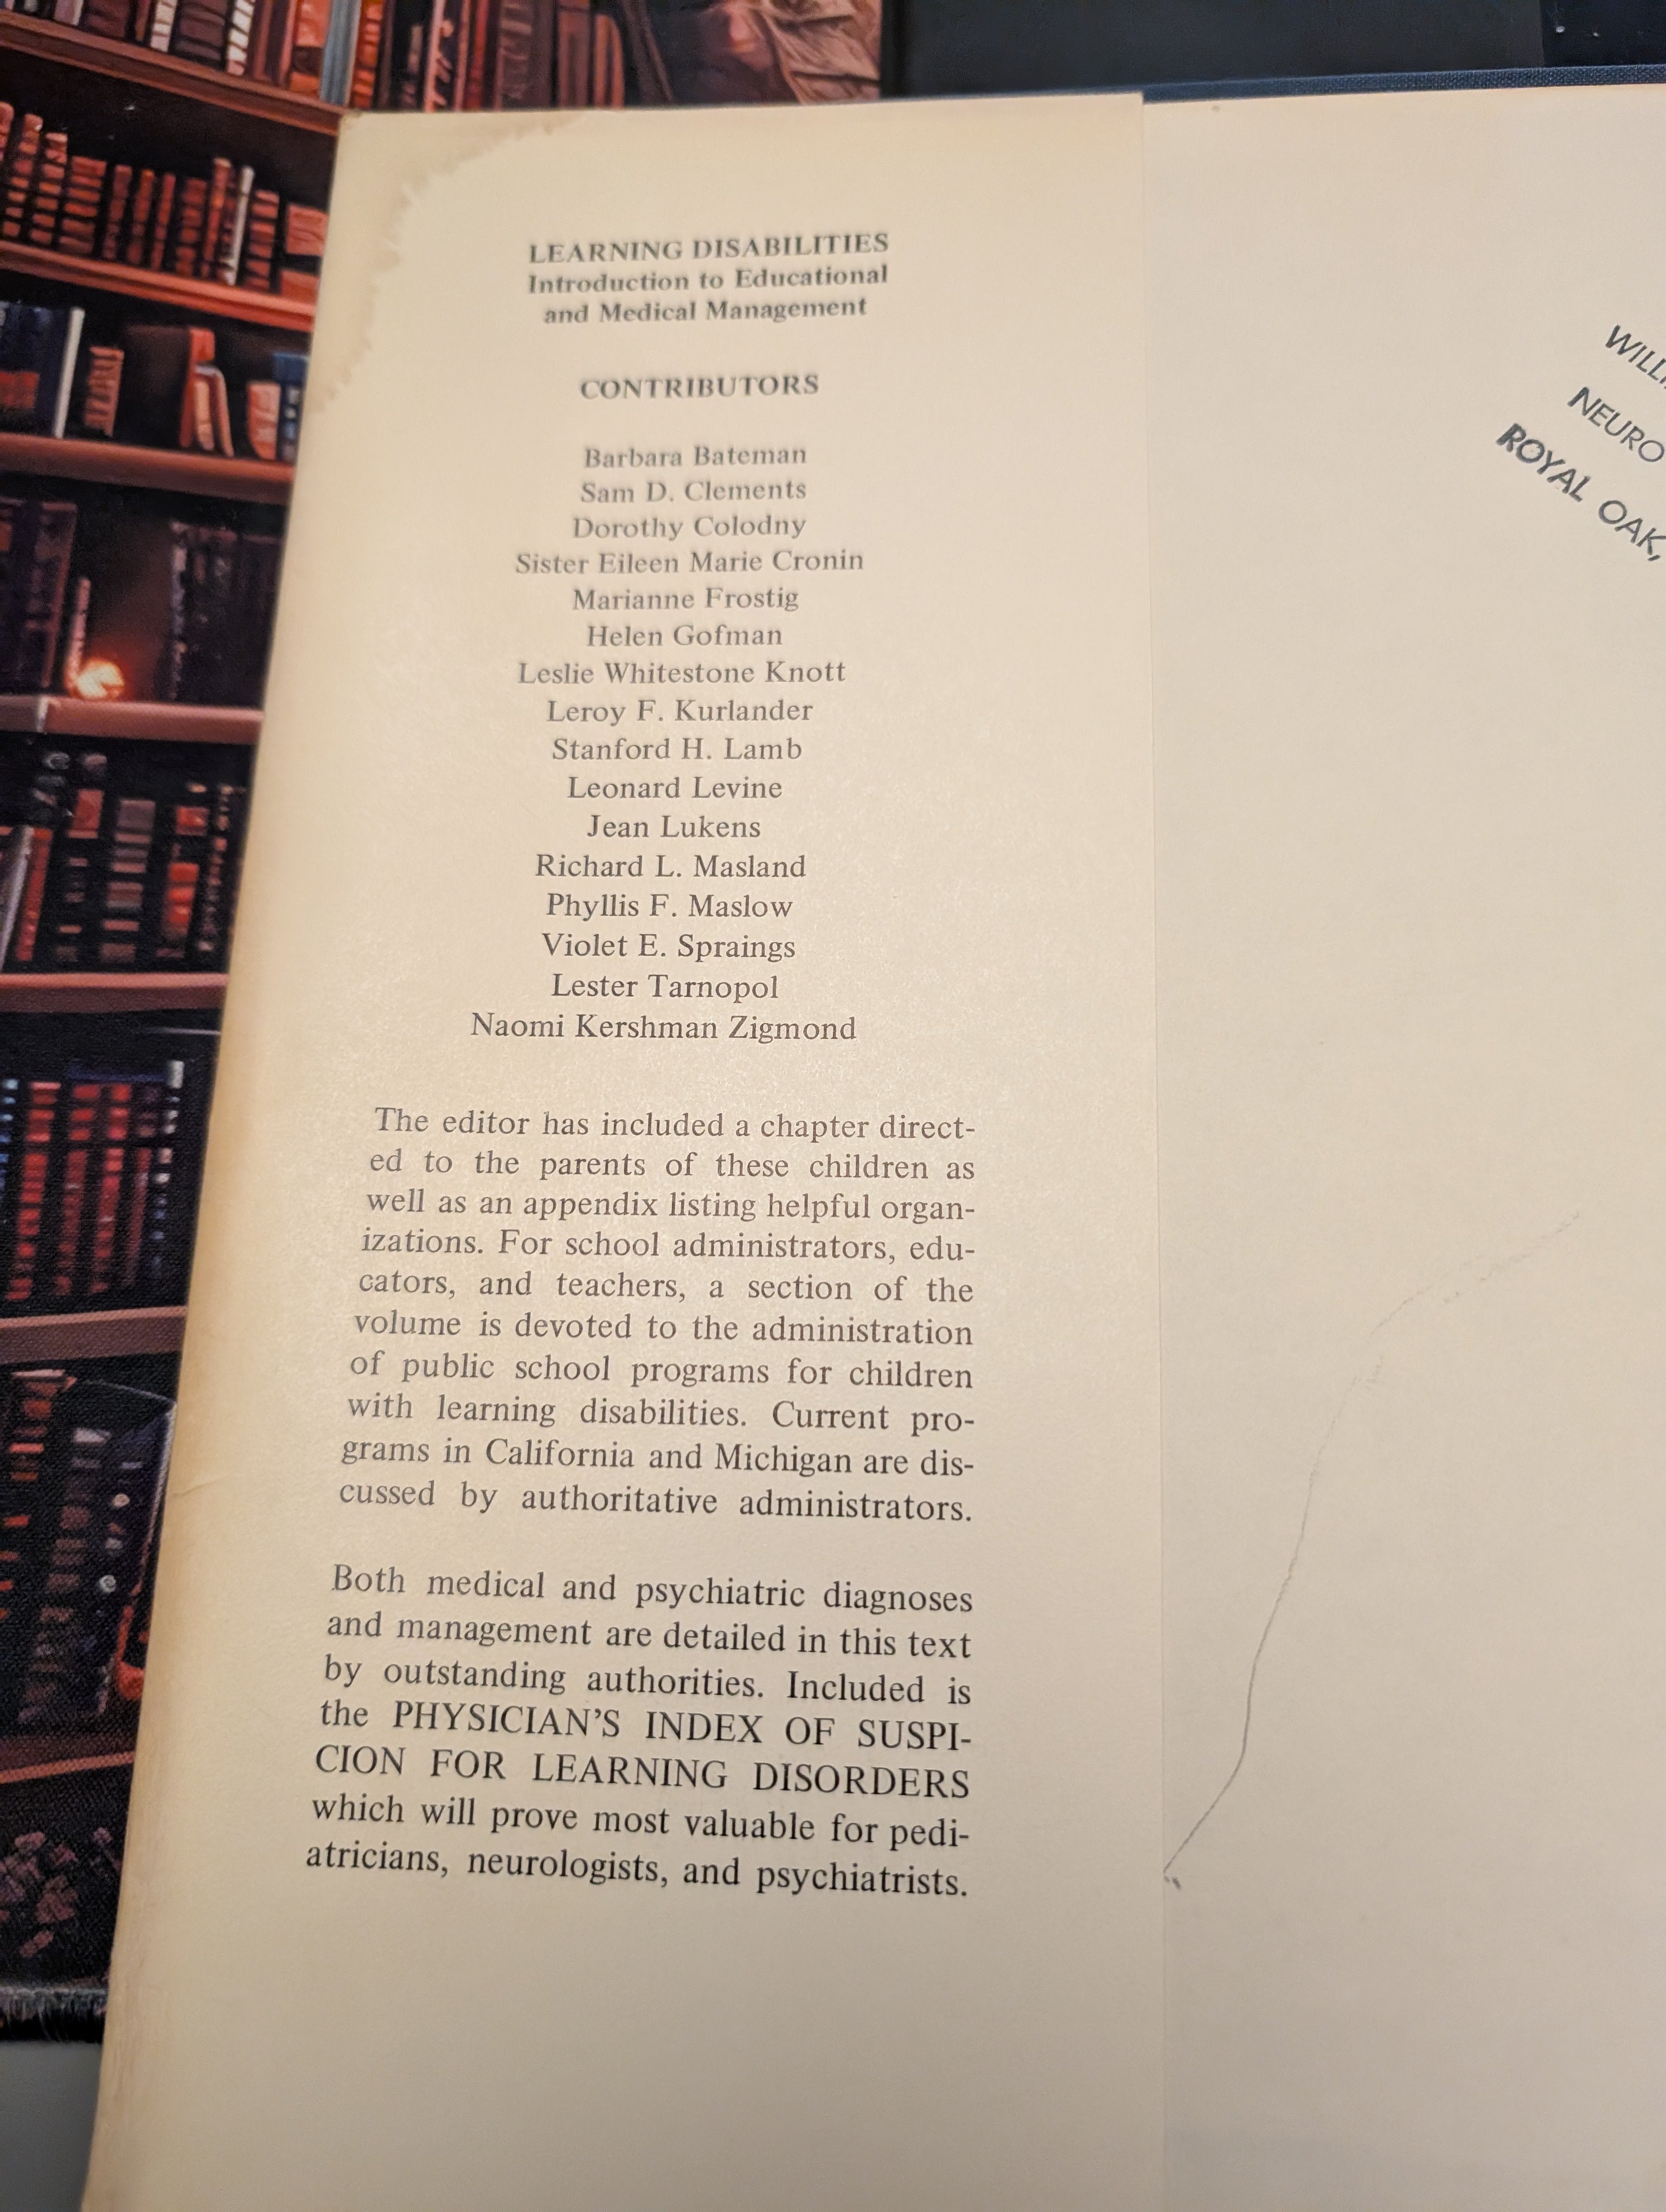 LEARNING DISABILITIES
Introduction to Educational
and Medical Management
CONTRIBUTORS
Barbara Bateman
Sam D. Clements
Dorothy Colodny
Sister Eileen Marie Cronin
Marianne Frostig
Helen Gofman
Leslie Whitestone Knott
Leroy F. Kurlander
Stanford H. Lamb
Leonard Levine
Jean Lukens
Richard L. Masland
Phyllis F. Maslow
Violet E. Spraings
Lester Tarnopol
Naomi Kershman Zigmond
The editor has included a chapter direct-
ed to the parents of these children as
well as an appendix listing helpful organ-
izations. For school administrators, edu-
cators, and teachers, a section of the
volume is devoted to the administration
of public school programs for children
with learning disabilities. Current pro-
grams in California and Michigan are dis-
cussed by authoritative administrators.
Both medical and psychiatric diagnoses
and management are detailed in this text
by outstanding authorities. Included is
the PHYSICIAN'S INDEX OF SUSPI-
CION FOR LEARNING DISORDERS
which will prove most valuable for pedi-
atricians, neurologists, and psychiatrists.
NEURO
ROYAL OAK,